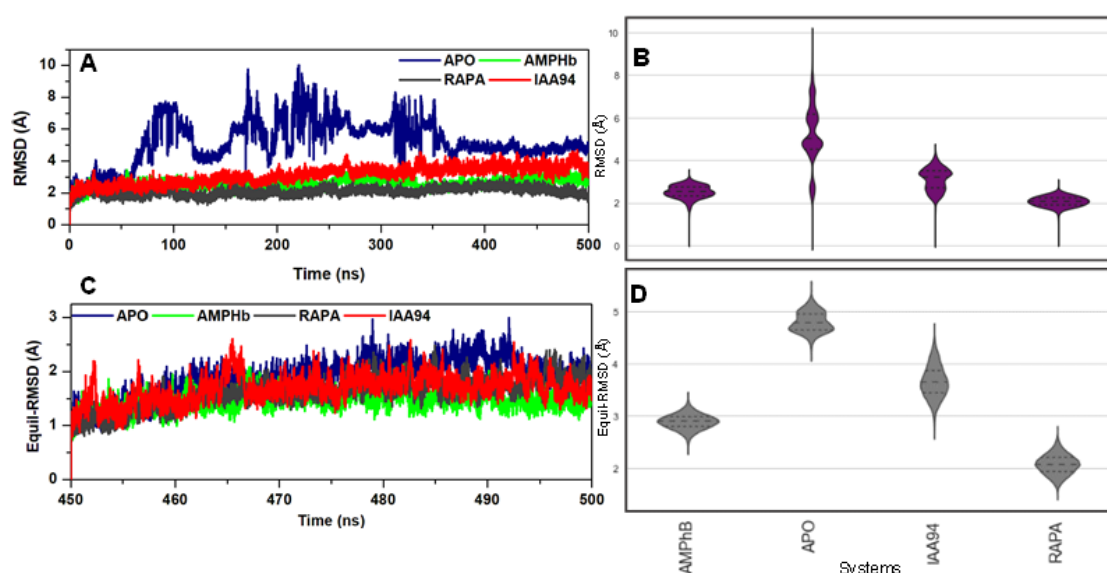 A
APO AMPHb
RAPA IAA94
10
8
6
4
2
0
RMSD (Å)
0 100 200 300 400 500
Time (ns)
B
10
8
6
4
2
0
RMSD (Å)
C
APO AMPHb RAPA IAA94
3
2
1
0
Equil-RMSD (Å)
450 460 470 480 490 500
Time (ns)
D
5
4
3
2
Equil-RMSD (Å)
AMPhB APO IAA94 RAPA
Systems